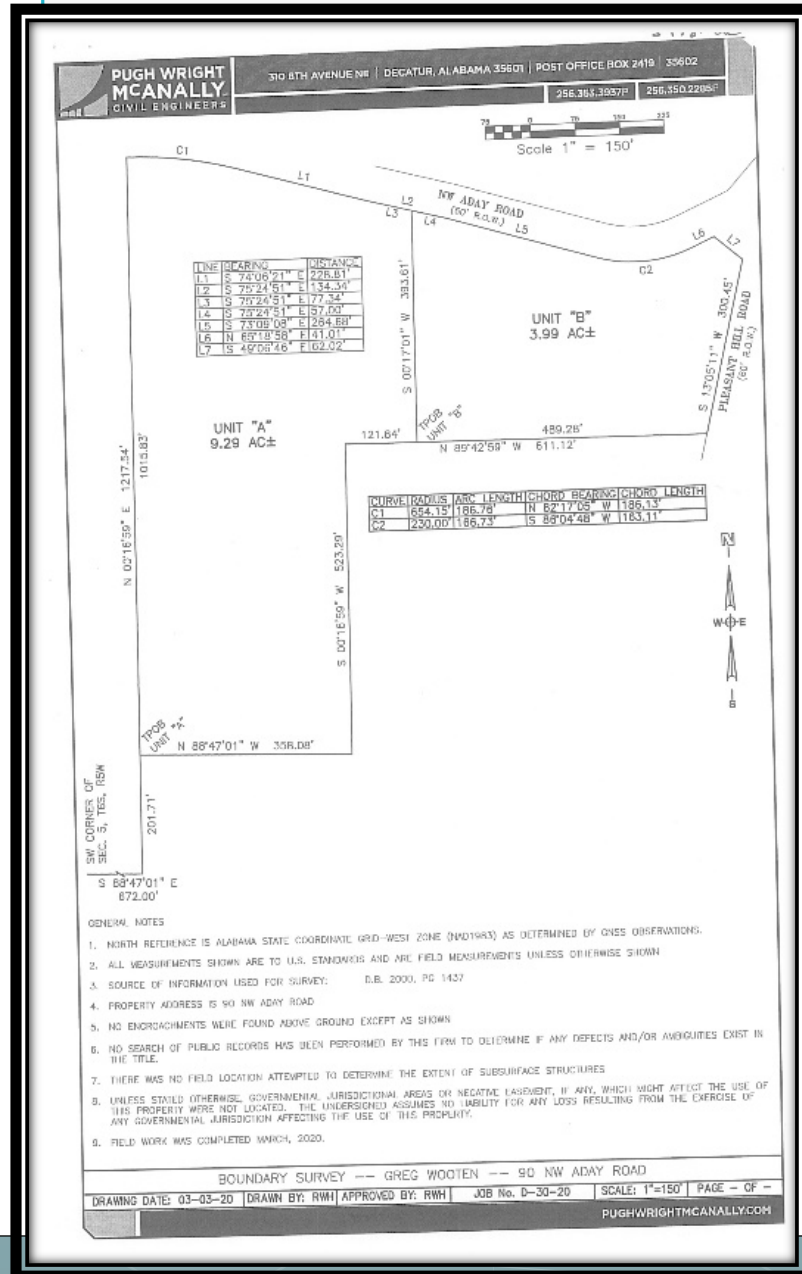 PUGH WRIGHT
MCANALLY
CIVIL ENGINEERS
310 8TH AVENUE NE | DECATUR, ALABAMA 35601 | POST OFFICE BOX 2419 | 35602
256.353.3937P 256.350.2285F
75 0 75 150 225
Scale 1" = 150'
C1
L1
L2
L3
L4
L5
NW ADAY ROAD
(60' R.O.W.)
C2
L6
L7
LINE BEARING DISTANCE
L1 S 74°06'21" E 228.81'
L2 S 75°24'51" E 134.34'
L3 S 75°24'51" E 77.34'
L4 S 75°24'51" E 57.00'
L5 S 73°09'08" E 264.68'
L6 N 65°18'58" E 41.01'
L7 S 49°06'46" E 62.02'
S 00°17'01" W 393.61'
UNIT "B"
3.99 AC±
S 13°05'11" W 300.45'
PLEASANT HILL ROAD
(60' R.O.W.)
UNIT "A"
9.29 AC±
121.84'
TPOB
UNIT "B"
489.28'
N 89°42'59" W 611.12'
N 00°16'59" E 1217.54'
1015.83'
CURVE RADIUS ARC LENGTH CHORD BEARING CHORD LENGTH
C1 654.15' 186.76' N 82°17'05" W 186.13'
C2 230.00' 186.73' S 86°04'48" W 183.11'
S 00°16'59" W 523.29'
N
W E
S
TPOB
UNIT "A"
N 88°47'01" W 358.08'
SW CORNER OF
SEC. 5, T6S, R5W
201.71'
S 88°47'01" E
672.00'
GENERAL NOTES
1. NORTH REFERENCE IS ALABAMA STATE COORDINATE GRID-WEST ZONE (NAD1983) AS DETERMINED BY GNSS OBSERVATIONS.
2. ALL MEASUREMENTS SHOWN ARE TO U.S. STANDARDS AND ARE FIELD MEASUREMENTS UNLESS OTHERWISE SHOWN
3. SOURCE OF INFORMATION USED FOR SURVEY: D.B. 2000, PG 1437
4. PROPERTY ADDRESS IS 90 NW ADAY ROAD
5. NO ENCROACHMENTS WERE FOUND ABOVE GROUND EXCEPT AS SHOWN
6. NO SEARCH OF PUBLIC RECORDS HAS BEEN PERFORMED BY THIS FIRM TO DETERMINE IF ANY DEFECTS AND/OR AMBIGUITIES EXIST IN
THE TITLE.
7. THERE WAS NO FIELD LOCATION ATTEMPTED TO DETERMINE THE EXTENT OF SUBSURFACE STRUCTURES
8. UNLESS STATED OTHERWISE, GOVERNMENTAL JURISDICTIONAL AREAS OR NEGATIVE EASEMENT, IF ANY, WHICH MIGHT AFFECT THE USE OF
THIS PROPERTY WERE NOT LOCATED. THE UNDERSIGNED ASSUMES NO LIABILITY FOR ANY LOSS RESULTING FROM THE EXERCISE OF
ANY GOVERNMENTAL JURISDICTION AFFECTING THE USE OF THIS PROPERTY.
9. FIELD WORK WAS COMPLETED MARCH, 2020.
BOUNDARY SURVEY -- GREG WOOTEN -- 90 NW ADAY ROAD
DRAWING DATE: 03-03-20 DRAWN BY: RWH APPROVED BY: RWH JOB No. D-30-20 SCALE: 1"=150' PAGE - OF -
PUGHWRIGHTMCANALLY.COM